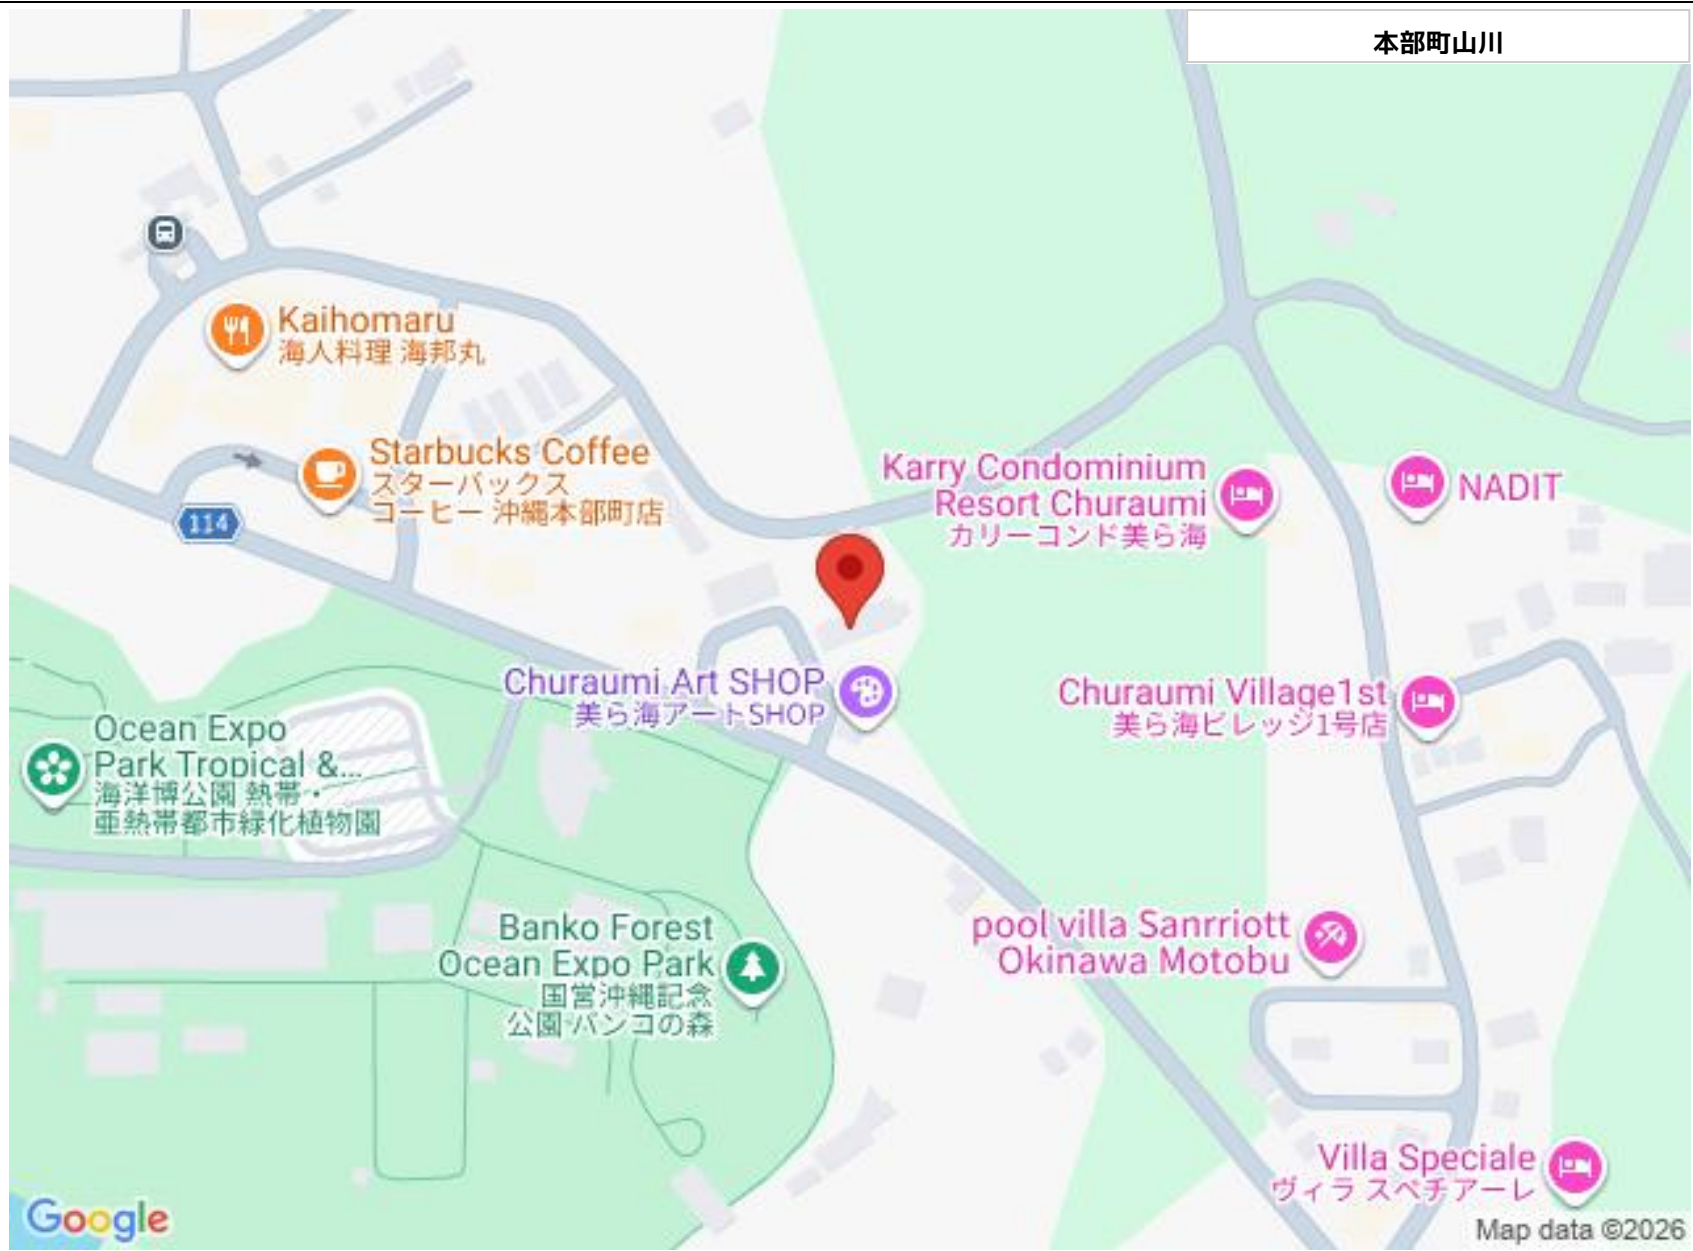 本部町山川
Kaihomaru
海人料理 海邦丸
Starbucks Coffee
スターバックス
コーヒー 沖縄本部町店
114
Karry Condominium
Resort Churaumi
カリーコンド美ら海
NADIT
Churaumi Art SHOP
美ら海アートSHOP
Churaumi Village1st
美ら海ビレッジ1号店
Ocean Expo
Park Tropical &...
海洋博公園 熱帯・
亜熱帯都市緑化植物園
Banko Forest
Ocean Expo Park
国営沖縄記念
公園 バンコの森
pool villa Sanrriott
Okinawa Motobu
Villa Speciale
ヴィラ スペチアーレ
Google
Map data ©2026